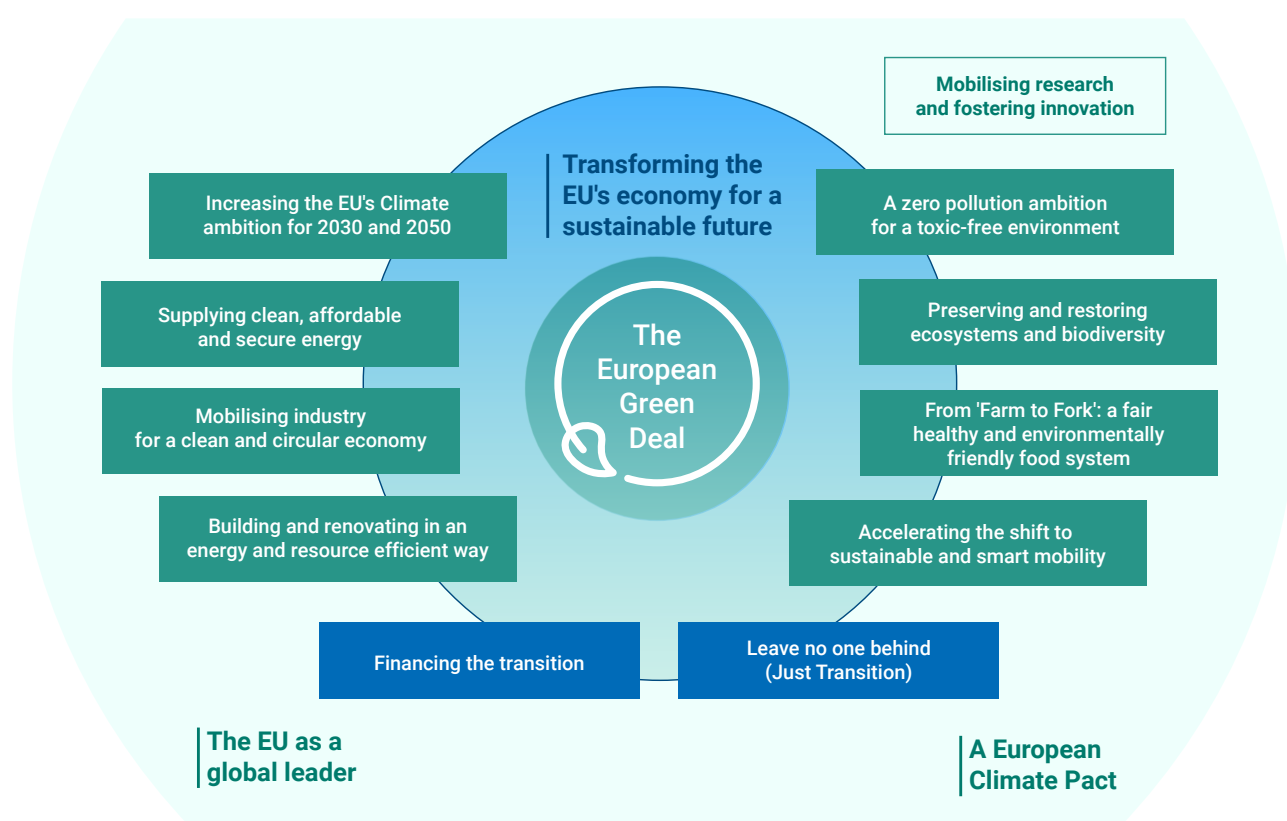 Mobilising research
and fostering innovation
Transforming the
EU's economy for a
sustainable future
Increasing the EU's Climate
ambition for 2030 and 2050
A zero pollution ambition
for a toxic-free environment
Supplying clean, affordable
and secure energy
Preserving and restoring
ecosystems and biodiversity
The
European
Green
Deal
Mobilising industry
for a clean and circular economy
From 'Farm to Fork': a fair
healthy and environmentally
friendly food system
Building and renovating in an
energy and resource efficient way
Accelerating the shift to
sustainable and smart mobility
Financing the transition
Leave no one behind
(Just Transition)
The EU as a
global leader
A European
Climate Pact